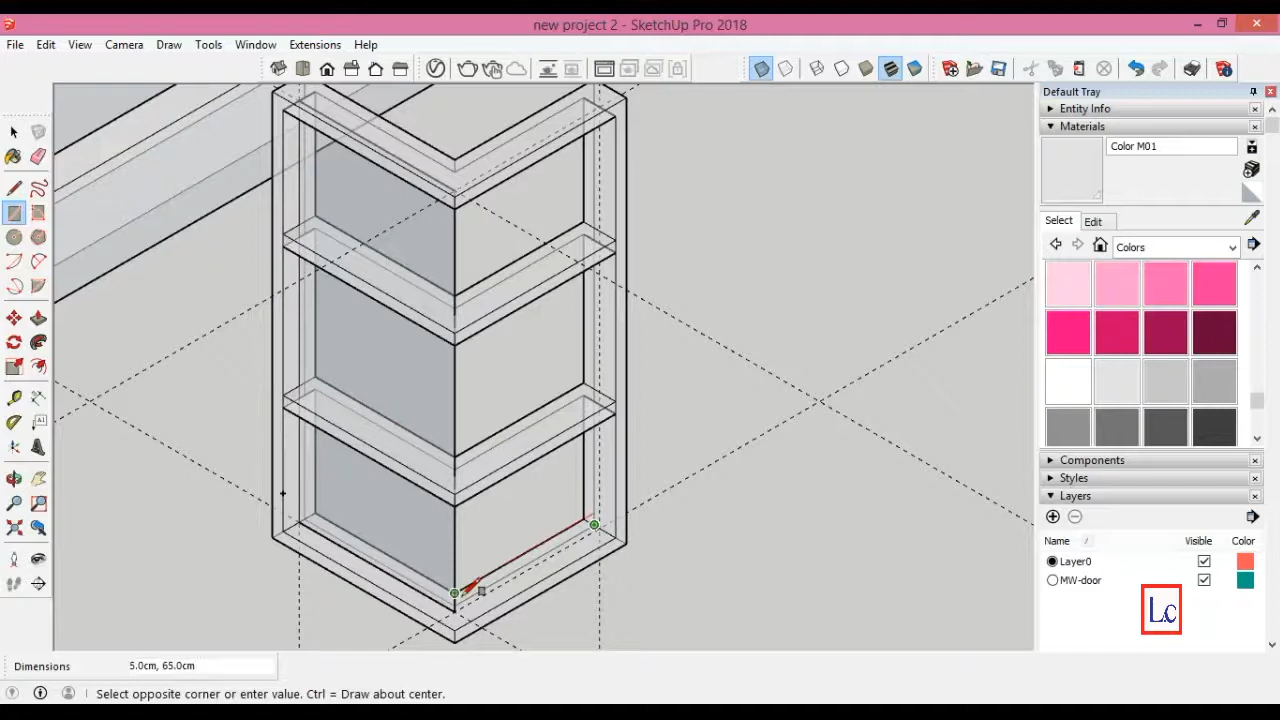 new project 2 - SketchUp Pro 2018
File Edit View Camera Draw Tools Window Extensions Help
Default Tray
Entity Info
Materials
Color M01
Select Edit
Colors
Components
Styles
Layers
Name Visible Color
Layer0
MW-door
Lc
Dimensions 5.0cm, 65.0cm
Select opposite corner or enter value. Ctrl = Draw about center.